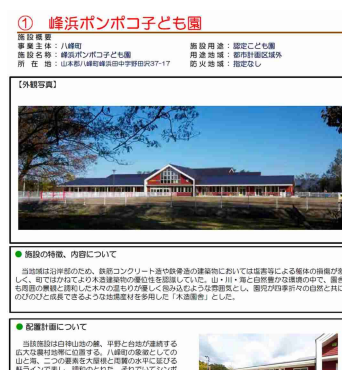 ① 峰浜ポンポコ子ども園
施設概要
事業主体：八峰町
施設用途：認定こども園
施設名称：峰浜ポンポコ子ども園
用途地域：都市計画区域外
所在地：山本郡八峰町峰浜田中字野田沢37-17
防火地域：指定なし
【外観写真】
● 施設の特徴、内容について
当地域は沿岸部のため、鉄筋コンクリート造や鉄骨造の建築物においては塩害等による躯体の損傷が激
しく、町ではかねてより木造建築物の優位性を認識していた。山・川・海と自然豊かな環境の中で、園舎
も周囲の景観と調和した木々の温もりが優しく包み込むような雰囲気とし、園児が四季折々の自然と共に
のびのびと成長できるような地場産材を多用した「木造園舎」とした。
● 配置計画について
当該施設は白神山地の麓、平野と台地が連続する
広大な農村地帯に位置する。八峰町の象徴としての
山と海、二つの要素を大屋根と両翼の水平に延びる